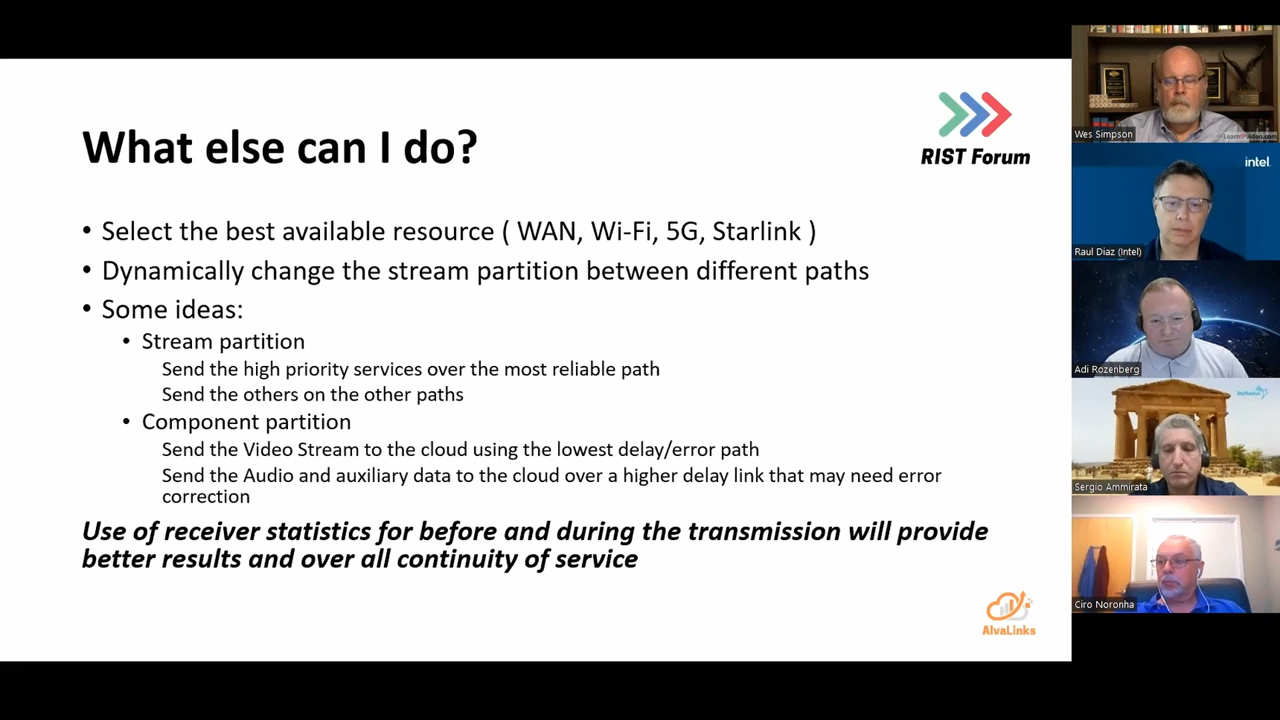 What else can I do?
RIST Forum
• Select the best available resource ( WAN, Wi-Fi, 5G, Starlink )
• Dynamically change the stream partition between different paths
• Some ideas:
• Stream partition
Send the high priority services over the most reliable path
Send the others on the other paths
• Component partition
Send the Video Stream to the cloud using the lowest delay/error path
Send the Audio and auxiliary data to the cloud over a higher delay link that may need error
correction
Use of receiver statistics for before and during the transmission will provide
better results and over all continuity of service
AlvaLinks
Wes Simpson
LearnIPvideo.com
intel.
Raul Diaz (Intel)
Adi Rozenberg
Sergio Ammirata
Ciro Noronha